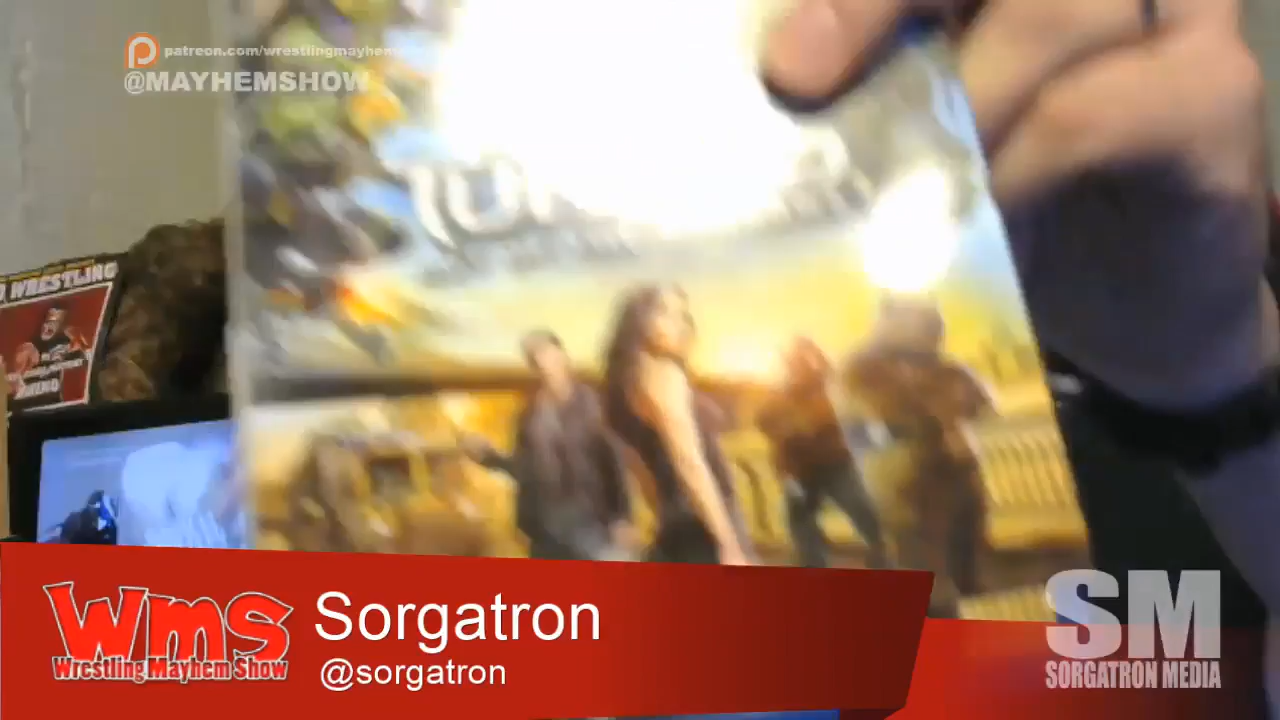 patreon.com/wrestlingmayhem
@MAYHEMSHOW
WRESTLING
Wms
Wrestling Mayhem Show
Sorgatron
@sorgatron
SM
SORGATRON MEDIA